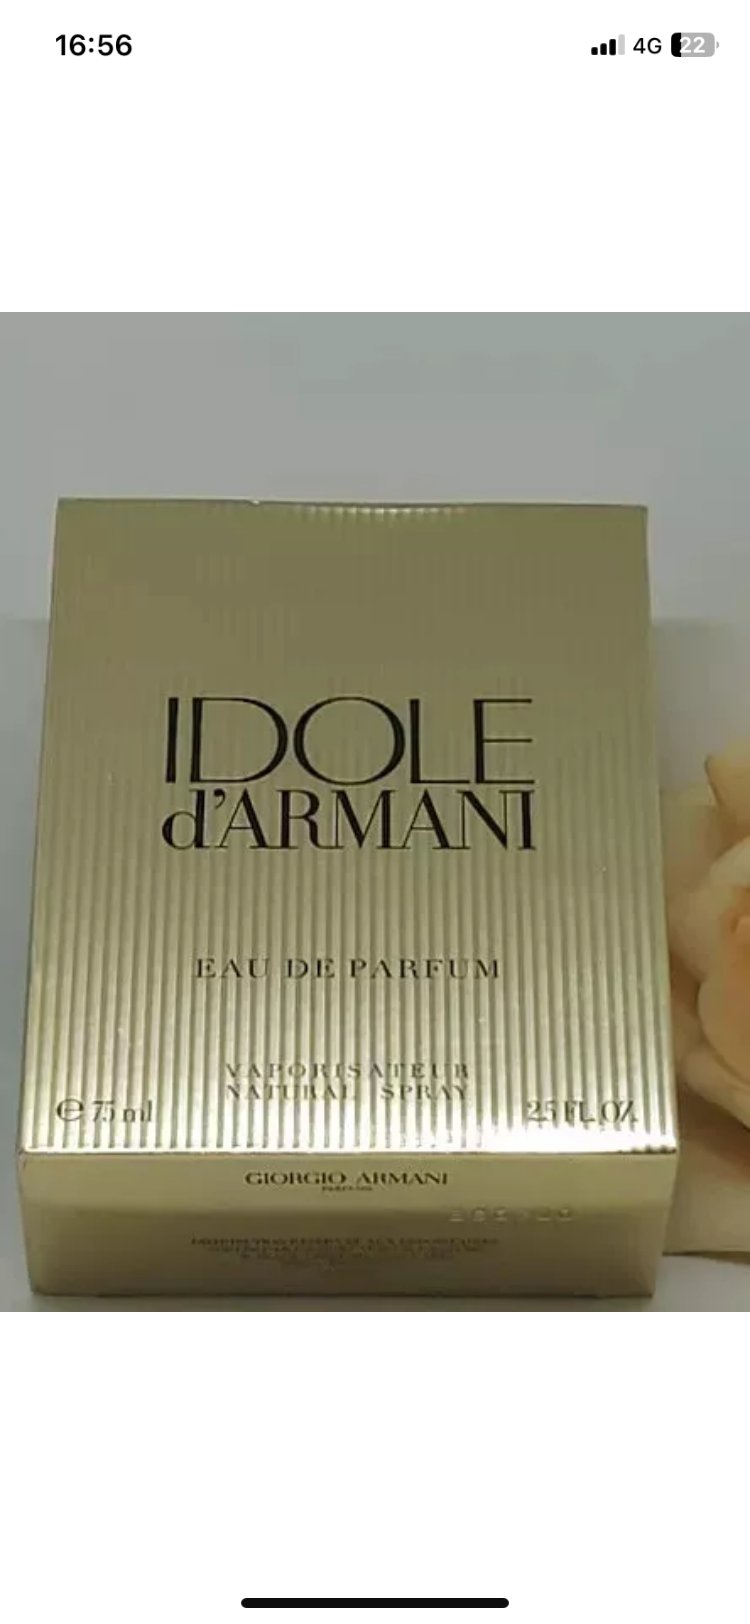 16:56
4G 22
IDOLE
d'ARMANI
EAU DE PARFUM
VAPORISATEUR
NATURAL SPRAY
℮ 75 ml
2.5 FL. OZ.
GIORGIO ARMANI